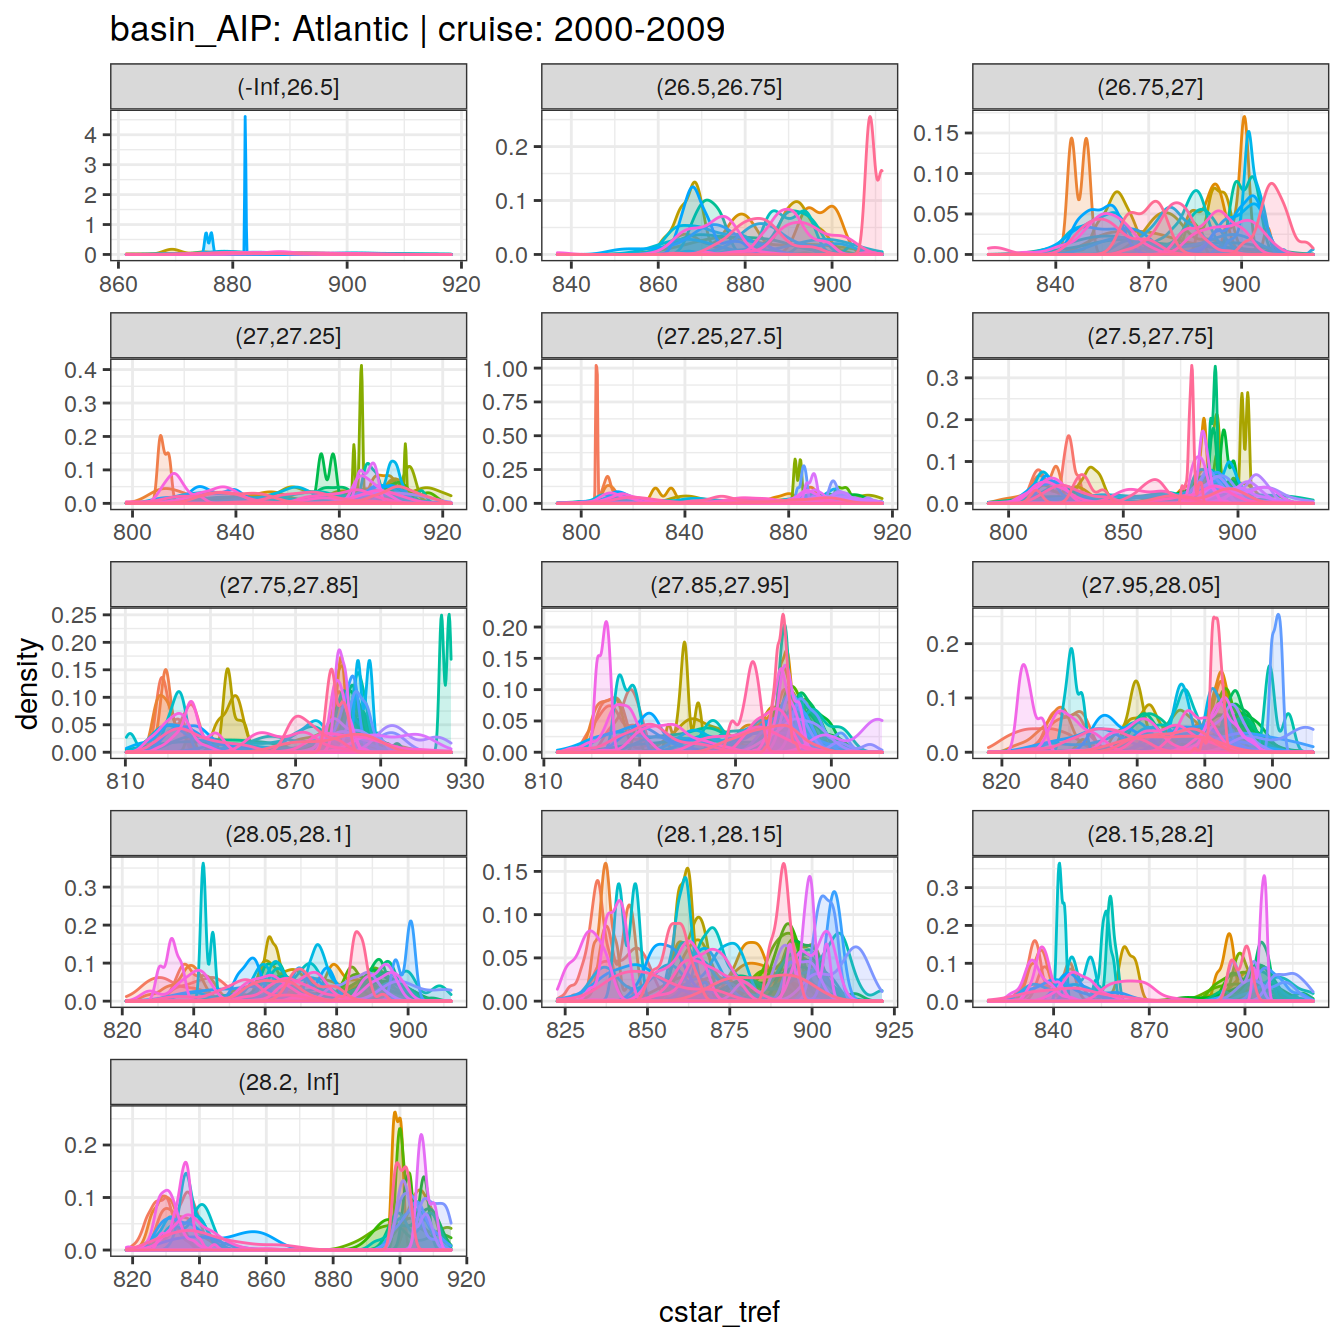 basin_AIP: Atlantic | cruise: 2000-2009
(-Inf,26.5] (26.5,26.75] (26.75,27]
4 3 2 1 0
0.2 0.1 0.0
0.15 0.10 0.05 0.00
860 880 900 920
840 860 880 900
840 870 900
(27,27.25] (27.25,27.5] (27.5,27.75]
0.4 0.3 0.2 0.1 0.0
1.00 0.75 0.50 0.25 0.00
0.3 0.2 0.1 0.0
800 840 880 920
800 840 880 920
800 850 900
(27.75,27.85] (27.85,27.95] (27.95,28.05]
0.25 0.20 0.15 0.10 0.05 0.00
0.20 0.15 0.10 0.05 0.00
0.2 0.1 0.0
810 840 870 900 930
810 840 870 900
820 840 860 880 900
density
(28.05,28.1] (28.1,28.15] (28.15,28.2]
0.3 0.2 0.1 0.0
0.15 0.10 0.05 0.00
0.3 0.2 0.1 0.0
820 840 860 880 900
825 850 875 900 925
840 870 900
(28.2, Inf]
0.2 0.1 0.0
820 840 860 880 900 920
cstar_tref